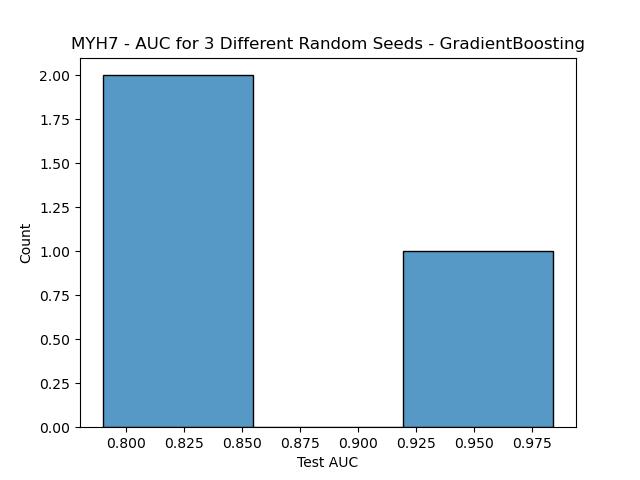 MYH7 - AUC for 3 Different Random Seeds - GradientBoosting
2.00
1.75
1.50
1.25
1.00
0.75
0.50
0.25
0.00
Count
0.800 0.825 0.850 0.875 0.900 0.925 0.950 0.975
Test AUC